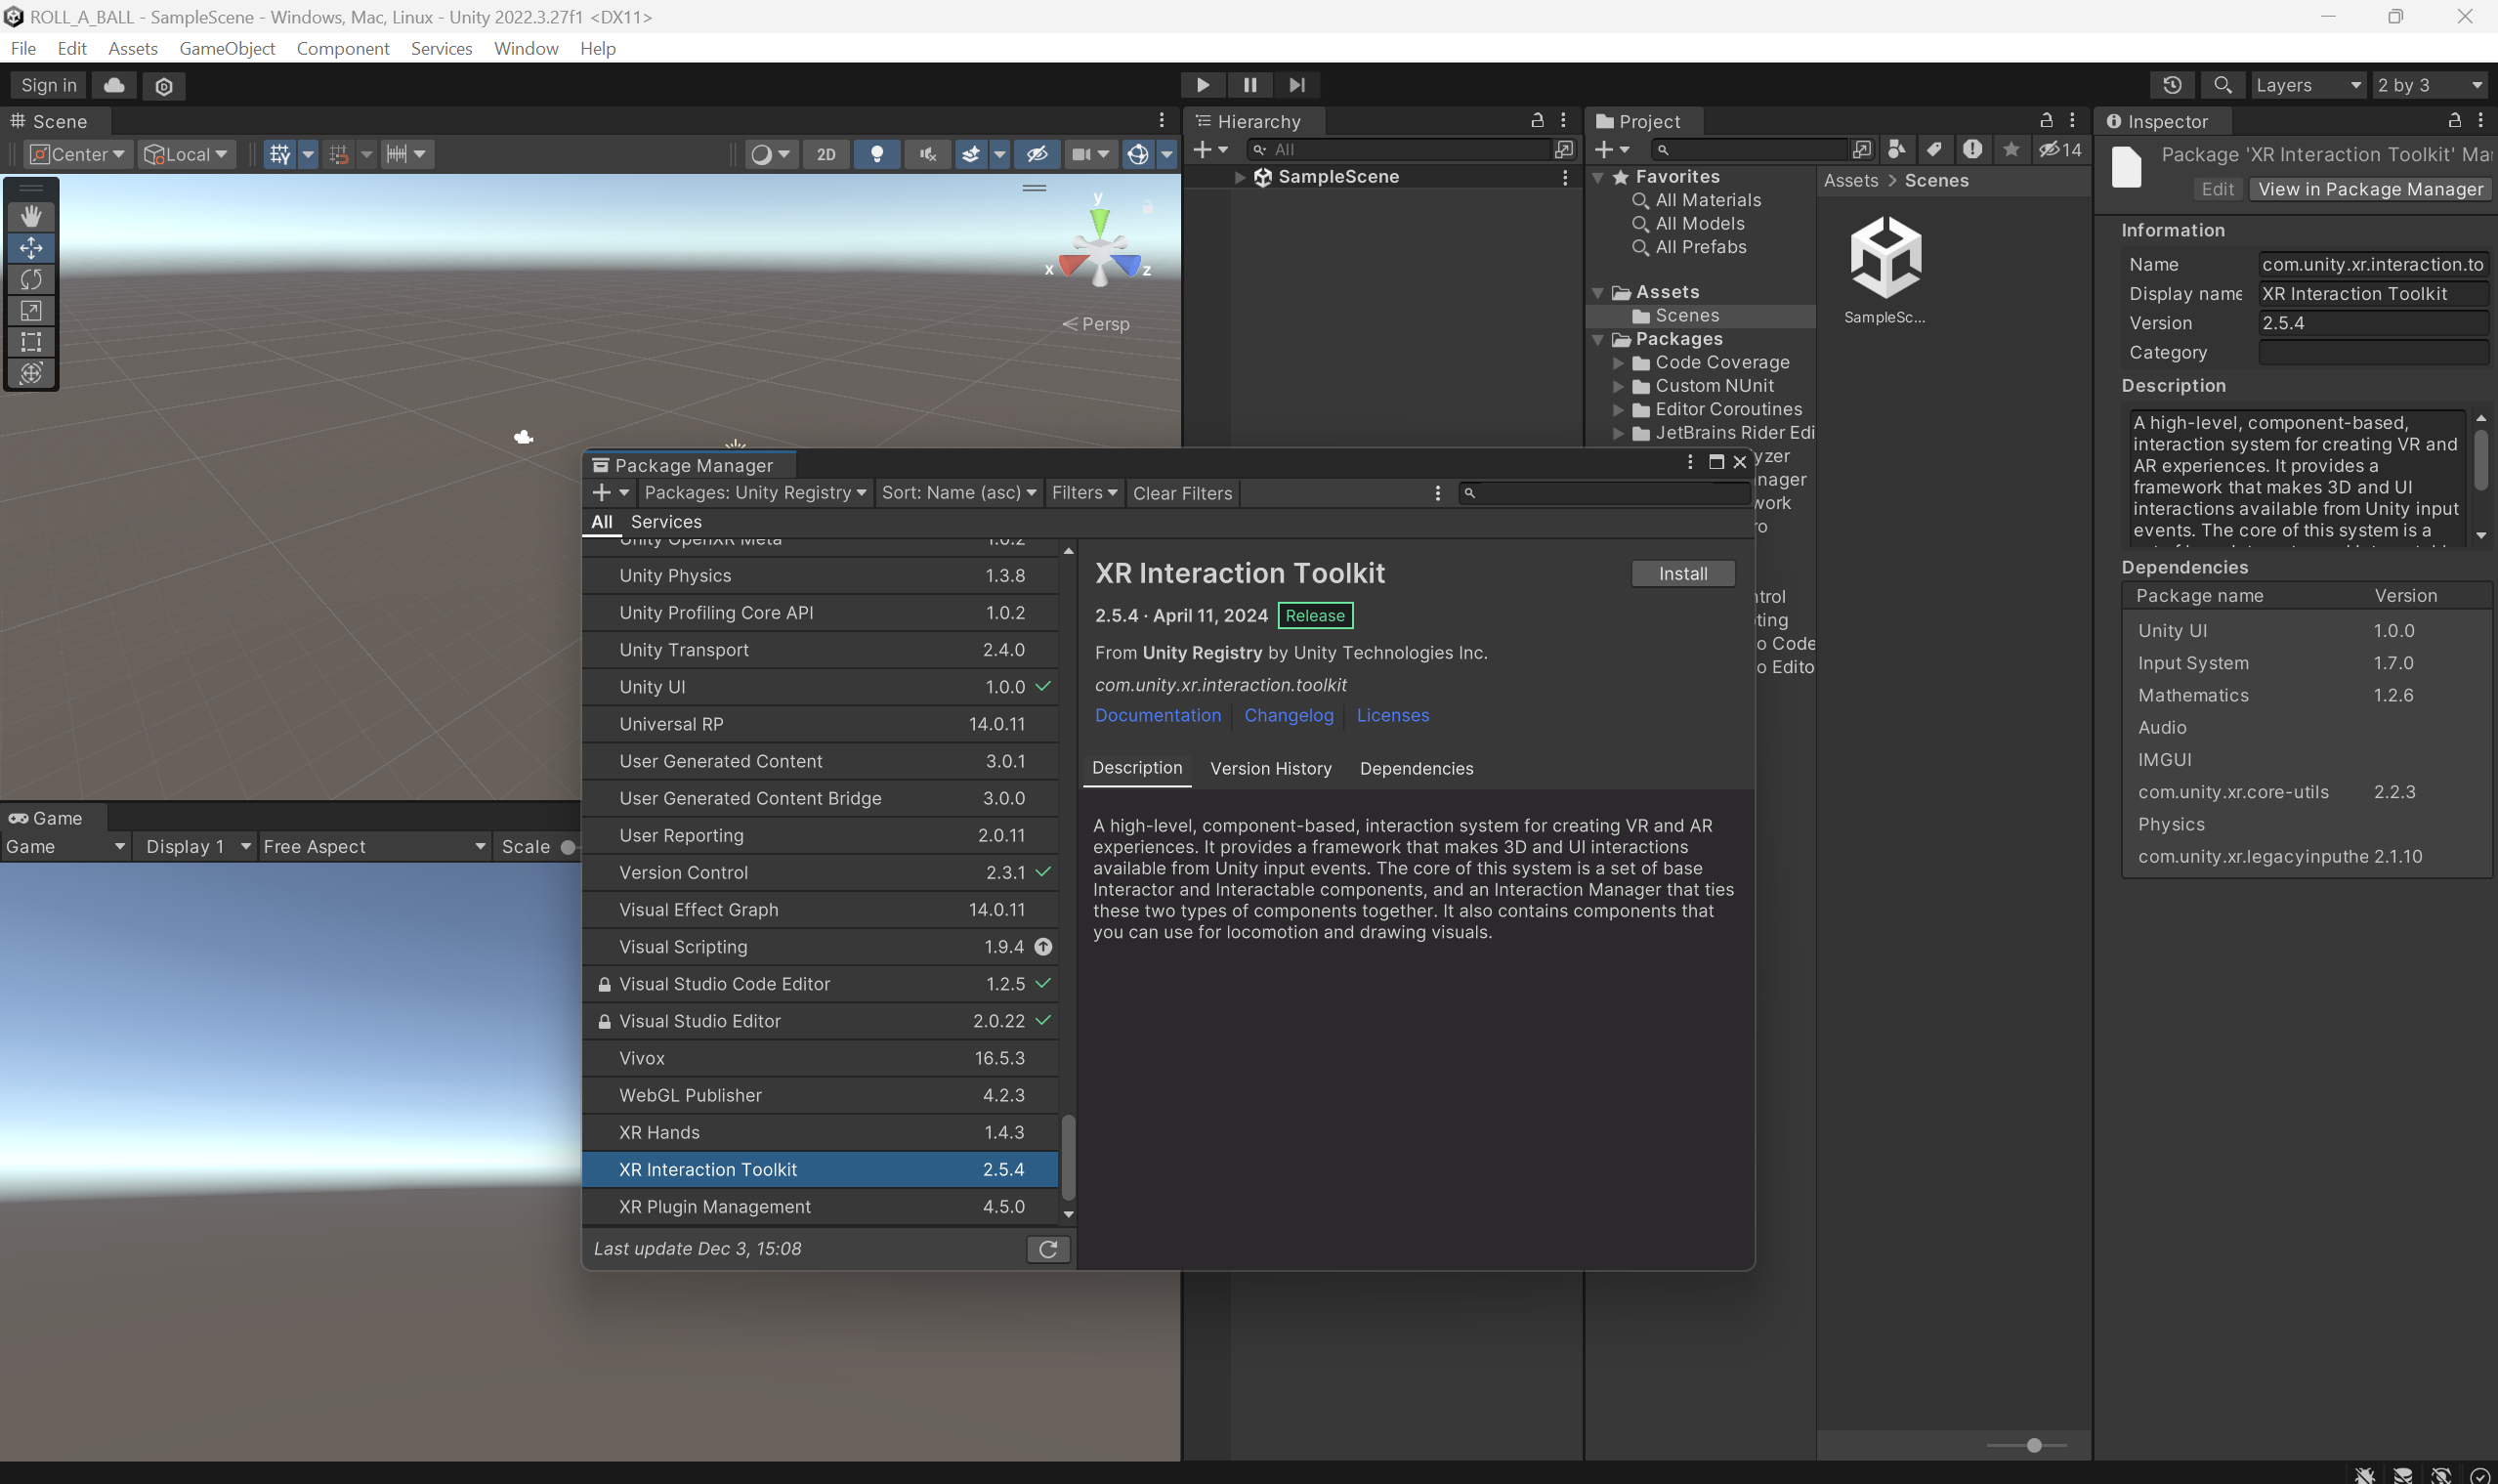 ROLL_A_BALL - SampleScene - Windows, Mac, Linux - Unity 2022.3.27f1 <DX11>
File Edit Assets GameObject Component Services Window Help
Sign in
Layers
2 by 3
Scene
Center
Local
2D
y
x
z
Persp
Hierarchy
All
SampleScene
Project
14
Favorites
All Materials
All Models
All Prefabs
Assets
Scenes
Packages
Code Coverage
Custom NUnit
Editor Coroutines
JetBrains Rider Edi
yzer
nager
work
ro
trol
ting
o Code
o Edito
Assets > Scenes
SampleSc...
Inspector
Package 'XR Interaction Toolkit' Ma
Edit
View in Package Manager
Information
Name com.unity.xr.interaction.to
Display name XR Interaction Toolkit
Version 2.5.4
Category
Description
A high-level, component-based,
interaction system for creating VR and
AR experiences. It provides a
framework that makes 3D and UI
interactions available from Unity input
events. The core of this system is a
Dependencies
Package name Version
Unity UI 1.0.0
Input System 1.7.0
Mathematics 1.2.6
Audio
IMGUI
com.unity.xr.core-utils 2.2.3
Physics
com.unity.xr.legacyinputhe 2.1.10
Package Manager
Packages: Unity Registry
Sort: Name (asc)
Filters
Clear Filters
All Services
Unity OpenXR Meta 1.0.2
Unity Physics 1.3.8
Unity Profiling Core API 1.0.2
Unity Transport 2.4.0
Unity UI 1.0.0
Universal RP 14.0.11
User Generated Content 3.0.1
User Generated Content Bridge 3.0.0
User Reporting 2.0.11
Version Control 2.3.1
Visual Effect Graph 14.0.11
Visual Scripting 1.9.4
Visual Studio Code Editor 1.2.5
Visual Studio Editor 2.0.22
Vivox 16.5.3
WebGL Publisher 4.2.3
XR Hands 1.4.3
XR Interaction Toolkit 2.5.4
XR Plugin Management 4.5.0
Last update Dec 3, 15:08
XR Interaction Toolkit
Install
2.5.4 · April 11, 2024 Release
From Unity Registry by Unity Technologies Inc.
com.unity.xr.interaction.toolkit
Documentation Changelog Licenses
Description Version History Dependencies
A high-level, component-based, interaction system for creating VR and AR
experiences. It provides a framework that makes 3D and UI interactions
available from Unity input events. The core of this system is a set of base
Interactor and Interactable components, and an Interaction Manager that ties
these two types of components together. It also contains components that
you can use for locomotion and drawing visuals.
Game
Game
Display 1
Free Aspect
Scale